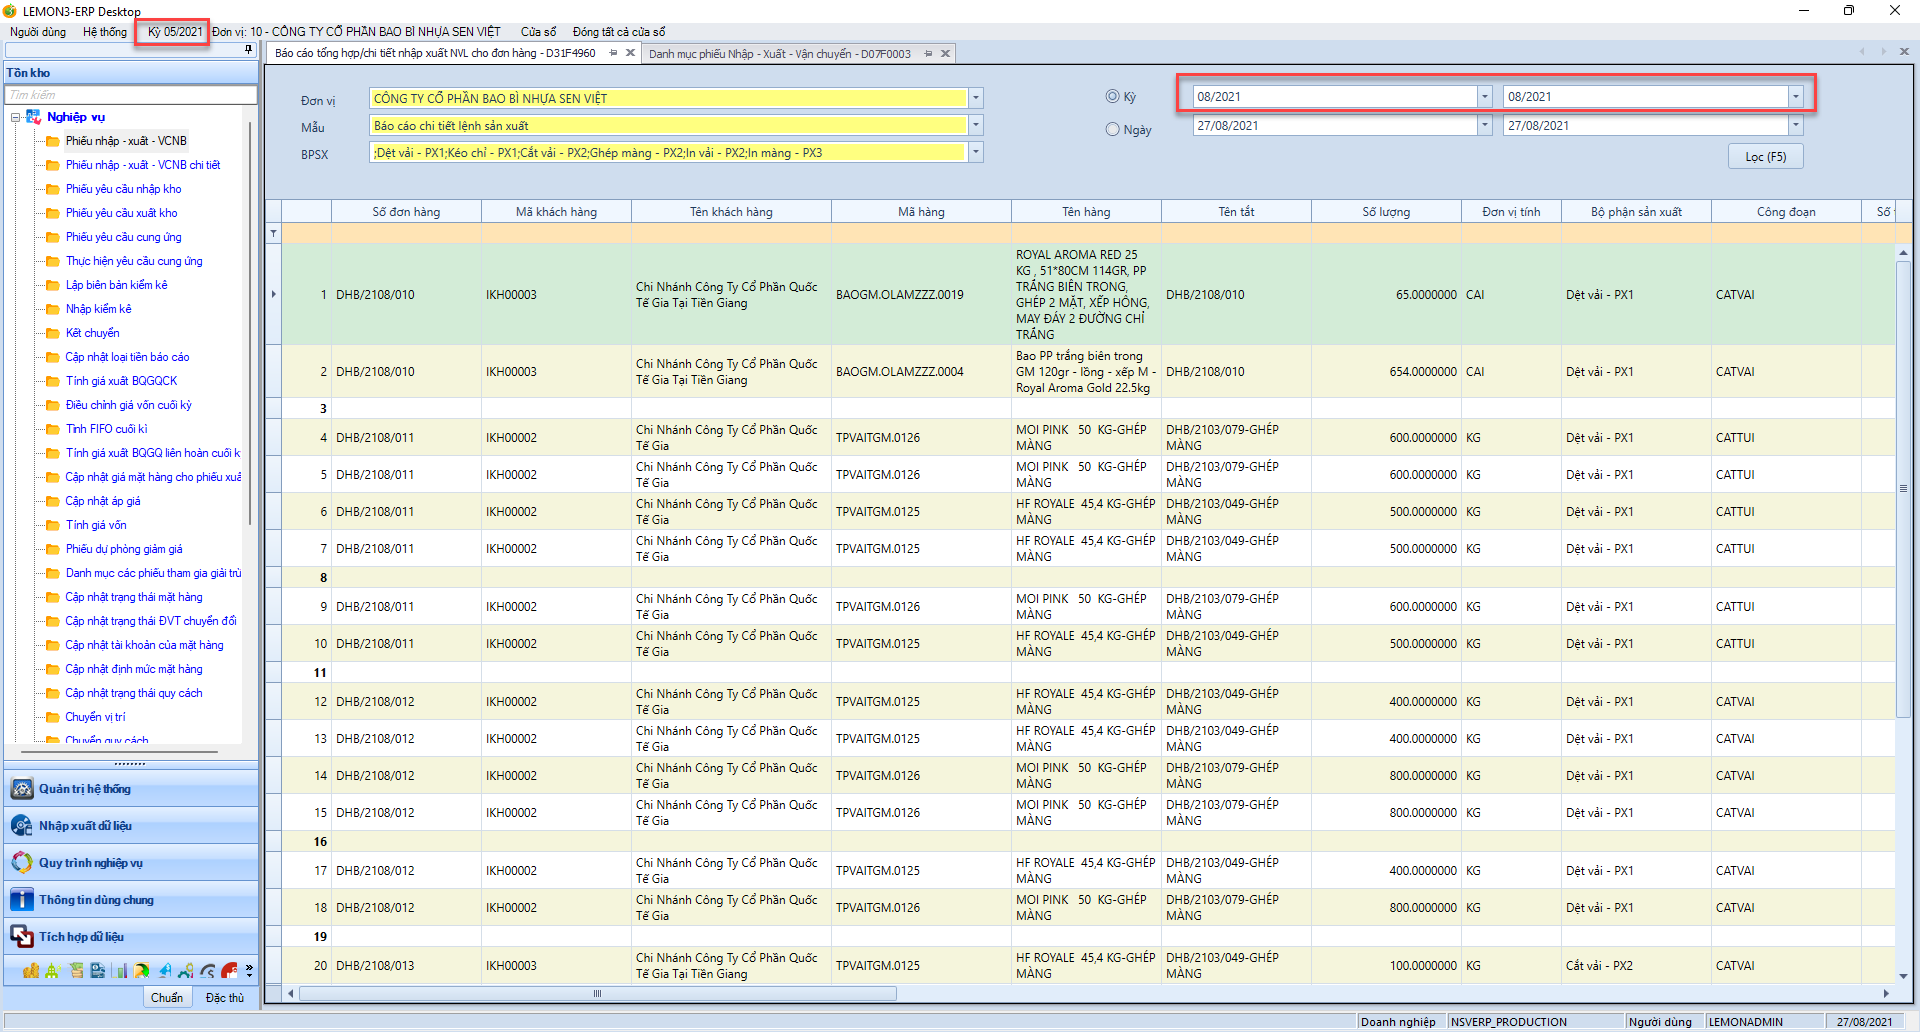 LEMON3-ERP Desktop
Người dùng Hệ thống Kỳ 05/2021 Đơn vị: 10 - CÔNG TY CỔ PHẦN BAO BÌ NHỰA SEN VIỆT Cửa sổ Đóng tất cả cửa sổ
Báo cáo tổng hợp/chi tiết nhập xuất NVL cho đơn hàng - D31F4960 Danh mục phiếu Nhập - Xuất - Vận chuyển - D07F0003
Tồn kho
Tìm kiếm
Nghiệp vụ
Phiếu nhập - xuất - VCNB
Phiếu nhập - xuất - VCNB chi tiết
Phiếu yêu cầu nhập kho
Phiếu yêu cầu xuất kho
Phiếu yêu cầu cung ứng
Thực hiện yêu cầu cung ứng
Lập biên bản kiểm kê
Nhập kiểm kê
Kết chuyển
Cập nhật loại tiền báo cáo
Tính giá xuất BQGQCK
Điều chỉnh giá vốn cuối kỳ
Tính FIFO cuối kì
Tính giá xuất BQGQ liên hoàn cuối k
Cập nhật giá mặt hàng cho phiếu xuấ
Cập nhật áp giá
Tính giá vốn
Phiếu dự phòng giảm giá
Danh mục các phiếu tham gia giải trừ
Cập nhật trạng thái mặt hàng
Cập nhật trạng thái ĐVT chuyển đổi
Cập nhật tài khoản của mặt hàng
Cập nhật định mức mặt hàng
Cập nhật trạng thái quy cách
Chuyển vị trí
Chuyển quy cách
Quản trị hệ thống
Nhập xuất dữ liệu
Quy trình nghiệp vụ
Thông tin dùng chung
Tích hợp dữ liệu
Chuẩn Đặc thù
Đơn vị CÔNG TY CỔ PHẦN BAO BÌ NHỰA SEN VIỆT Kỳ 08/2021 08/2021
Mẫu Báo cáo chi tiết lệnh sản xuất Ngày 27/08/2021 27/08/2021
BPSX ;Dệt vải - PX1;Kéo chỉ - PX1;Cắt vải - PX2;Ghép màng - PX2;In vải - PX2;In màng - PX3
Lọc (F5)
Số đơn hàng Mã khách hàng Tên khách hàng Mã hàng Tên hàng Tên tắt Số lượng Đơn vị tính Bộ phận sản xuất Công đoạn Số
1 DHB/2108/010 IKH00003 Chi Nhánh Công Ty Cổ Phần Quốc Tế Gia Tại Tiền Giang BAOGM.OLAMZZZ.0019 ROYAL AROMA RED 25 KG , 51*80CM 114GR, PP TRẮNG BIÊN TRONG, GHÉP 2 MẶT, XẾP HÔNG, MAY ĐÁY 2 ĐƯỜNG CHỈ TRẮNG DHB/2108/010 65.0000000 CAI Dệt vải - PX1 CATVAI
2 DHB/2108/010 IKH00003 Chi Nhánh Công Ty Cổ Phần Quốc Tế Gia Tại Tiền Giang BAOGM.OLAMZZZ.0004 Bao PP trắng biên trong GM 120gr - lồng - xếp M - Royal Aroma Gold 22.5kg DHB/2108/010 654.0000000 CAI Dệt vải - PX1 CATVAI
3
4 DHB/2108/011 IKH00002 Chi Nhánh Công Ty Cổ Phần Quốc Tế Gia TPVAITGM.0126 MOI PINK 50 KG-GHÉP MÀNG DHB/2103/079-GHÉP MÀNG 600.0000000 KG Dệt vải - PX1 CATTUI
5 DHB/2108/011 IKH00002 Chi Nhánh Công Ty Cổ Phần Quốc Tế Gia TPVAITGM.0126 MOI PINK 50 KG-GHÉP MÀNG DHB/2103/079-GHÉP MÀNG 600.0000000 KG Dệt vải - PX1 CATTUI
6 DHB/2108/011 IKH00002 Chi Nhánh Công Ty Cổ Phần Quốc Tế Gia TPVAITGM.0125 HF ROYALE 45,4 KG-GHÉP MÀNG DHB/2103/049-GHÉP MÀNG 500.0000000 KG Dệt vải - PX1 CATTUI
7 DHB/2108/011 IKH00002 Chi Nhánh Công Ty Cổ Phần Quốc Tế Gia TPVAITGM.0125 HF ROYALE 45,4 KG-GHÉP MÀNG DHB/2103/049-GHÉP MÀNG 500.0000000 KG Dệt vải - PX1 CATTUI
8
9 DHB/2108/011 IKH00002 Chi Nhánh Công Ty Cổ Phần Quốc Tế Gia TPVAITGM.0126 MOI PINK 50 KG-GHÉP MÀNG DHB/2103/079-GHÉP MÀNG 600.0000000 KG Dệt vải - PX1 CATTUI
10 DHB/2108/011 IKH00002 Chi Nhánh Công Ty Cổ Phần Quốc Tế Gia TPVAITGM.0125 HF ROYALE 45,4 KG-GHÉP MÀNG DHB/2103/049-GHÉP MÀNG 500.0000000 KG Dệt vải - PX1 CATTUI
11
12 DHB/2108/012 IKH00002 Chi Nhánh Công Ty Cổ Phần Quốc Tế Gia TPVAITGM.0125 HF ROYALE 45,4 KG-GHÉP MÀNG DHB/2103/049-GHÉP MÀNG 400.0000000 KG Dệt vải - PX1 CATVAI
13 DHB/2108/012 IKH00002 Chi Nhánh Công Ty Cổ Phần Quốc Tế Gia TPVAITGM.0125 HF ROYALE 45,4 KG-GHÉP MÀNG DHB/2103/049-GHÉP MÀNG 400.0000000 KG Dệt vải - PX1 CATVAI
14 DHB/2108/012 IKH00002 Chi Nhánh Công Ty Cổ Phần Quốc Tế Gia TPVAITGM.0126 MOI PINK 50 KG-GHÉP MÀNG DHB/2103/079-GHÉP MÀNG 800.0000000 KG Dệt vải - PX1 CATVAI
15 DHB/2108/012 IKH00002 Chi Nhánh Công Ty Cổ Phần Quốc Tế Gia TPVAITGM.0126 MOI PINK 50 KG-GHÉP MÀNG DHB/2103/079-GHÉP MÀNG 800.0000000 KG Dệt vải - PX1 CATVAI
16
17 DHB/2108/012 IKH00002 Chi Nhánh Công Ty Cổ Phần Quốc Tế Gia TPVAITGM.0125 HF ROYALE 45,4 KG-GHÉP MÀNG DHB/2103/049-GHÉP MÀNG 400.0000000 KG Dệt vải - PX1 CATVAI
18 DHB/2108/012 IKH00002 Chi Nhánh Công Ty Cổ Phần Quốc Tế Gia TPVAITGM.0126 MOI PINK 50 KG-GHÉP MÀNG DHB/2103/079-GHÉP MÀNG 800.0000000 KG Dệt vải - PX1 CATVAI
19
20 DHB/2108/013 IKH00003 Chi Nhánh Công Ty Cổ Phần Quốc Tế Gia Tại Tiền Giang TPVAITGM.0125 HF ROYALE 45,4 KG-GHÉP MÀNG DHB/2103/049-GHÉP MÀNG 100.0000000 KG Cắt vải - PX2 CATVAI
Doanh nghiệp NSVERP_PRODUCTION Người dùng LEMONADMIN 27/08/2021